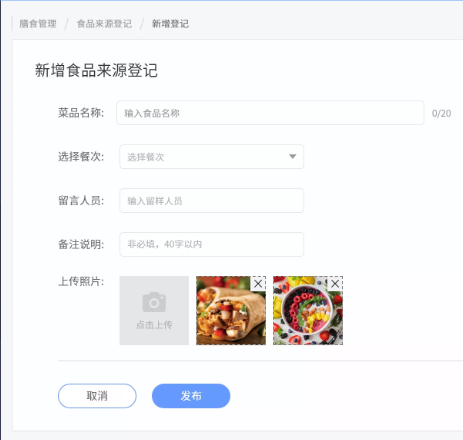 膳食管理 / 食品来源登记 / 新增登记
新增食品来源登记
菜品名称: 输入食品名称 0/20
选择餐次: 选择餐次
留言人员: 输入留样人员
备注说明: 非必填，40字以内
上传照片:
点击上传
取消 发布